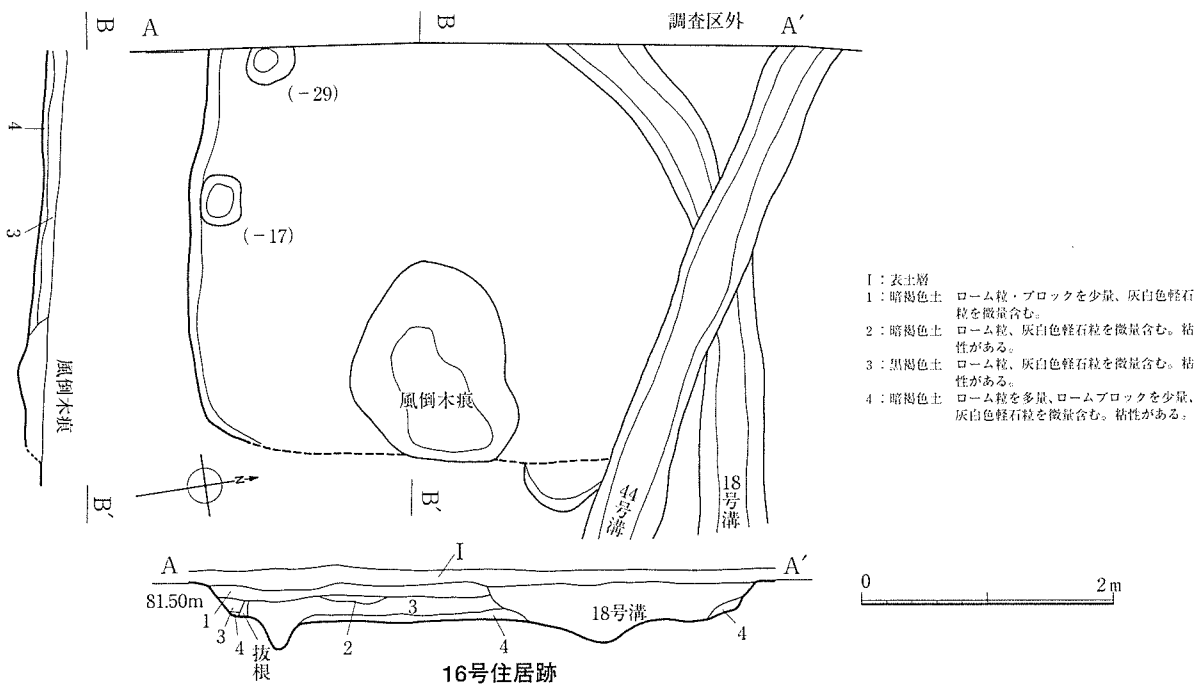 B
A
B
調査区外
A′
(－29)
4
3
(－17)
風倒木痕
風倒木痕
I：表土層
1：暗褐色土　ローム粒・ブロックを少量、灰白色軽石
粒を微量含む。
2：暗褐色土　ローム粒、灰白色軽石粒を微量含む。粘
性がある。
3：黒褐色土　ローム粒、灰白色軽石粒を微量含む。粘
性がある。
4：暗褐色土　ローム粒を多量、ロームブロックを少量、
灰白色軽石粒を微量含む。粘性がある。
N
B′
B′
44号溝
18号溝
A
I
A′
81.50m
1
3
4
抜根
2
3
4
18号溝
4
0
2m
16号住居跡